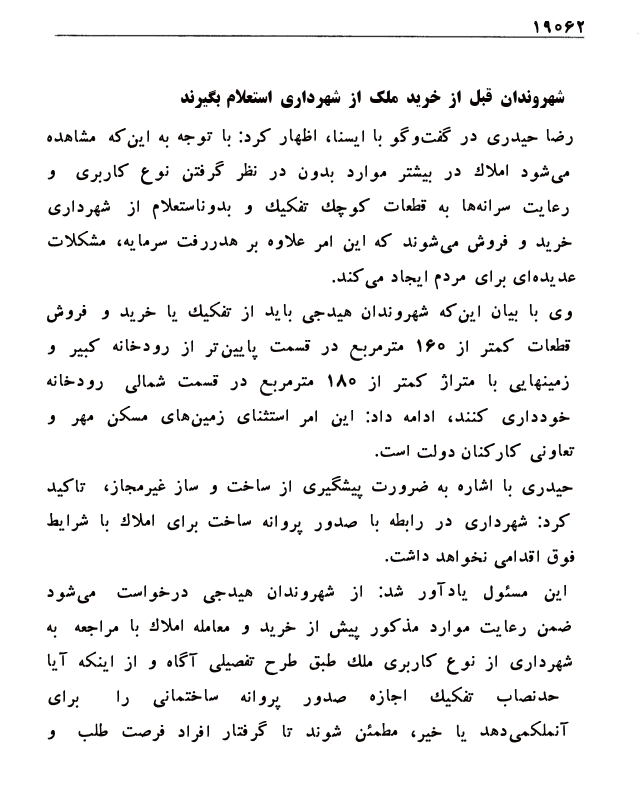 ۱۹۰۶۲
شهروندان قبل از خرید ملک از شهرداری استعلام بگیرند
رضا حیدری در گفت‌وگو با ایسنا، اظهار کرد: با توجه به این‌که مشاهده
می‌شود املاک در بیشتر موارد بدون در نظر گرفتن نوع کاربری و
رعایت سرانه‌ها به قطعات کوچک تفکیک و بدوناستعلام از شهرداری
خرید و فروش می‌شوند که این امر علاوه بر هدررفت سرمایه، مشکلات
عدیده‌ای برای مردم ایجاد می‌کند.
وی با بیان این‌که شهروندان هیدجی باید از تفکیک یا خرید و فروش
قطعات کمتر از ۱۶۰ مترمربع در قسمت پایین‌تر از رودخانه کبیر و
زمینهایی با متراژ کمتر از ۱۸۰ مترمربع در قسمت شمالی رودخانه
خودداری کنند، ادامه داد: این امر استثنای زمین‌های مسکن مهر و
تعاونی کارکنان دولت است.
حیدری با اشاره به ضرورت پیشگیری از ساخت و ساز غیرمجاز، تاکید
کرد: شهرداری در رابطه با صدور پروانه ساخت برای املاک با شرایط
فوق اقدامی نخواهد داشت.
این مسئول یادآور شد: از شهروندان هیدجی درخواست می‌شود
ضمن رعایت موارد مذکور پیش از خرید و معامله املاک با مراجعه به
شهرداری از نوع کاربری ملک طبق طرح تفصیلی آگاه و از اینکه آیا
حدنصاب تفکیک اجازه صدور پروانه ساختمانی را برای
آنملکمی‌دهد یا خیر، مطمئن شوند تا گرفتار افراد فرصت طلب و